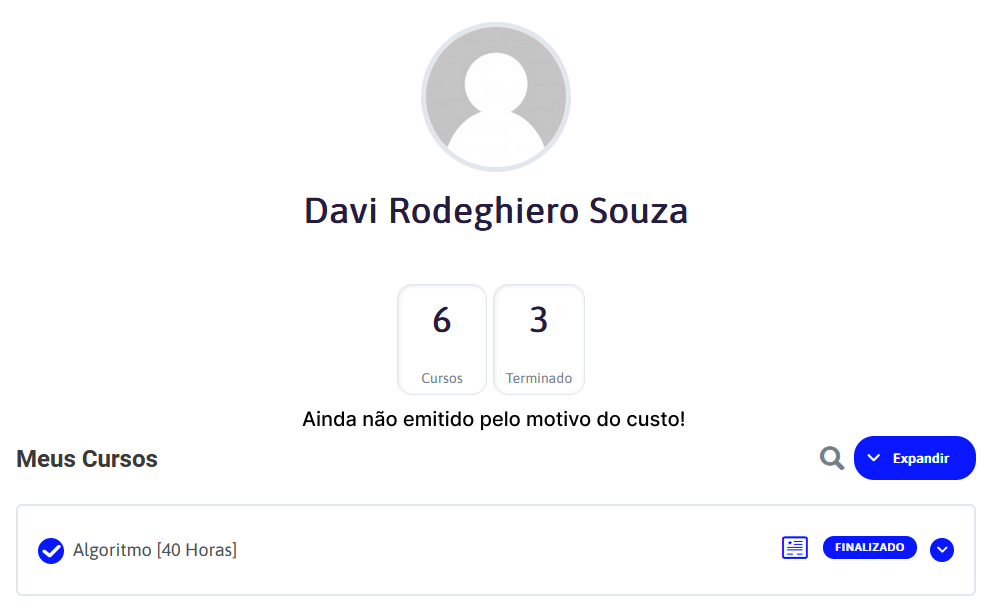 Davi Rodeghiero Souza
6 3
Cursos Terminado
Ainda não emitido pelo motivo do custo!
Meus Cursos Expandir
Algoritmo [40 Horas] FINALIZADO